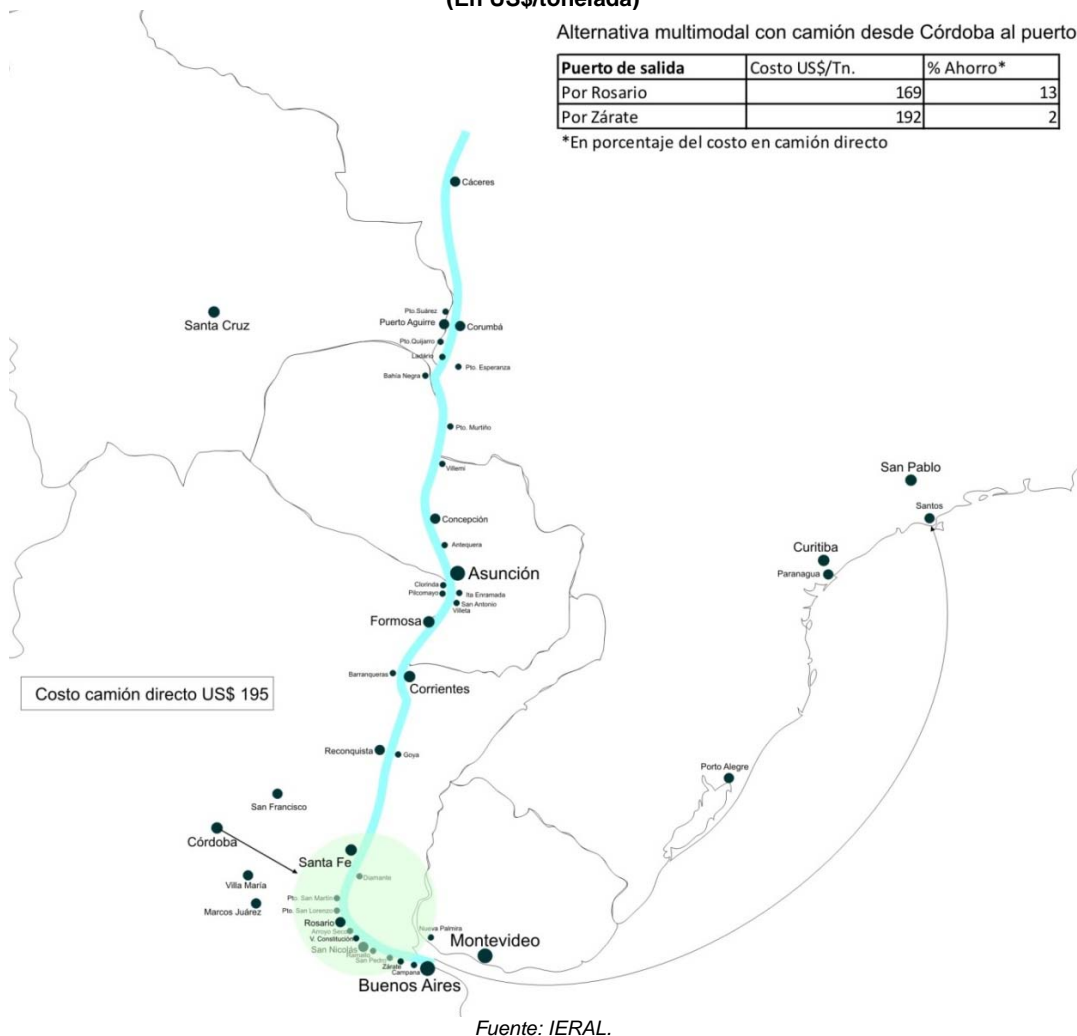 (En US$/tonelada)
Alternativa multimodal con camión desde Córdoba al puerto
Puerto de salida Costo US$/Tn. % Ahorro*
Por Rosario 169 13
Por Zárate 192 2
*En porcentaje del costo en camión directo
Cáceres
Pto.Suárez
Santa Cruz
Puerto Aguirre
Corumbá
Pto.Quijarro
Ladário
Pto. Esperanza
Bahía Negra
Pto. Murtiño
Villemi
San Pablo
Santos
Concepción
Antequera
Curitiba
Paranagua
Asunción
Clorinda
Pilcomayo
Ita Enramada
San Antonio
Villeta
Formosa
Barranqueras
Corrientes
Costo camión directo US$ 195
Reconquista
Goya
Porto Alegre
San Francisco
Córdoba
Santa Fe
Diamante
Villa María
Marcos Juárez
Pto. San Martín
Pto. San Lorenzo
Rosario
Arroyo Seco
V. Constitución
San Nicolás
Ramallo
San Pedro
Zárate
Campana
Nueva Palmira
Montevideo
Buenos Aires
Fuente: IERAL.